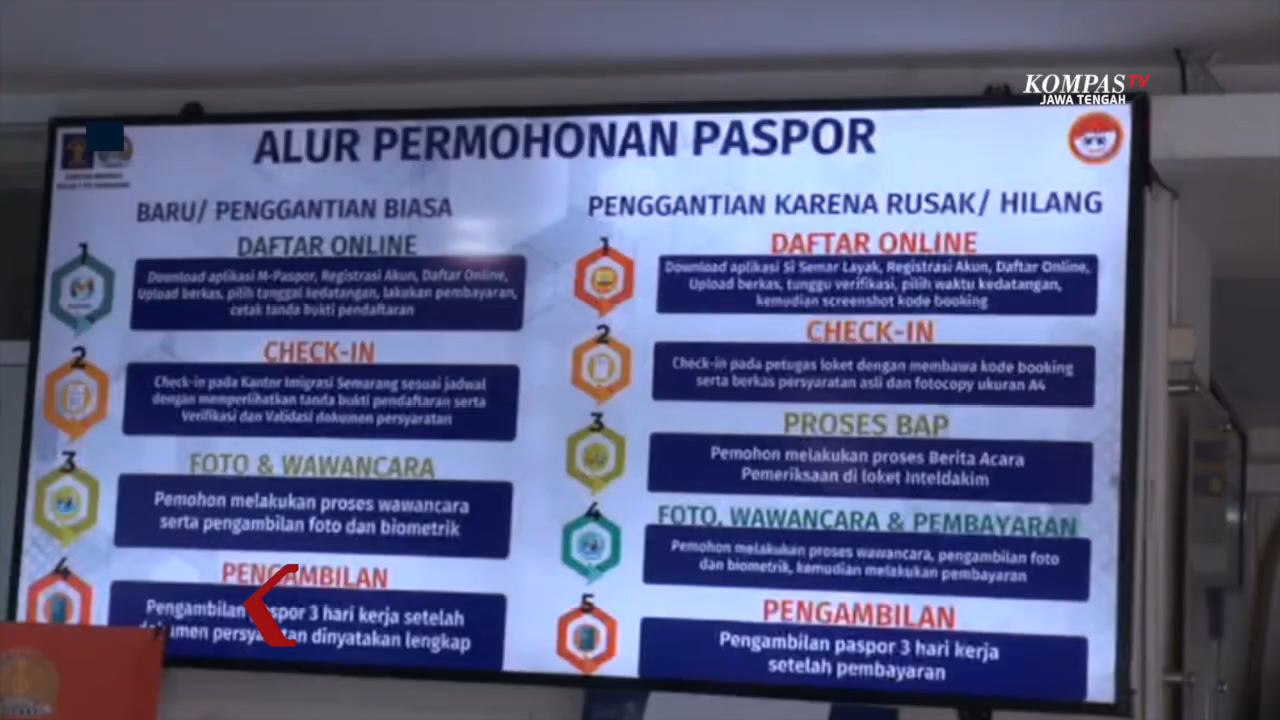 KOMPAS TV
JAWA TENGAH
ALUR PERMOHONAN PASPOR
BARU/ PENGGANTIAN BIASA
1
DAFTAR ONLINE
Download aplikasi M-Paspor, Registrasi Akun, Daftar Online,
Upload berkas, pilih tanggal kedatangan, lakukan pembayaran,
cetak tanda bukti pendaftaran
2
CHECK-IN
Check-in pada Kantor Imigrasi Semarang sesuai jadwal
dengan memperlihatkan tanda bukti pendaftaran serta
Verifikasi dan Validasi dokumen persyaratan
3
FOTO & WAWANCARA
Pemohon melakukan proses wawancara
serta pengambilan foto dan biometrik
4
PENGAMBILAN
Pengambilan paspor 3 hari kerja setelah
dokumen persyaratan dinyatakan lengkap
PENGGANTIAN KARENA RUSAK/ HILANG
1
DAFTAR ONLINE
Download aplikasi Si Semar Layak, Registrasi Akun, Daftar Online,
Upload berkas, tunggu verifikasi, pilih waktu kedatangan,
kemudian screenshot kode booking
2
CHECK-IN
Check-in pada petugas loket dengan membawa kode booking
serta berkas persyaratan asli dan fotocopy ukuran A4
3
PROSES BAP
Pemohon melakukan proses Berita Acara
Pemeriksaan di loket Inteldakim
4
FOTO, WAWANCARA & PEMBAYARAN
Pemohon melakukan proses wawancara, pengambilan foto
dan biometrik, kemudian melakukan pembayaran
5
PENGAMBILAN
Pengambilan paspor 3 hari kerja
setelah pembayaran